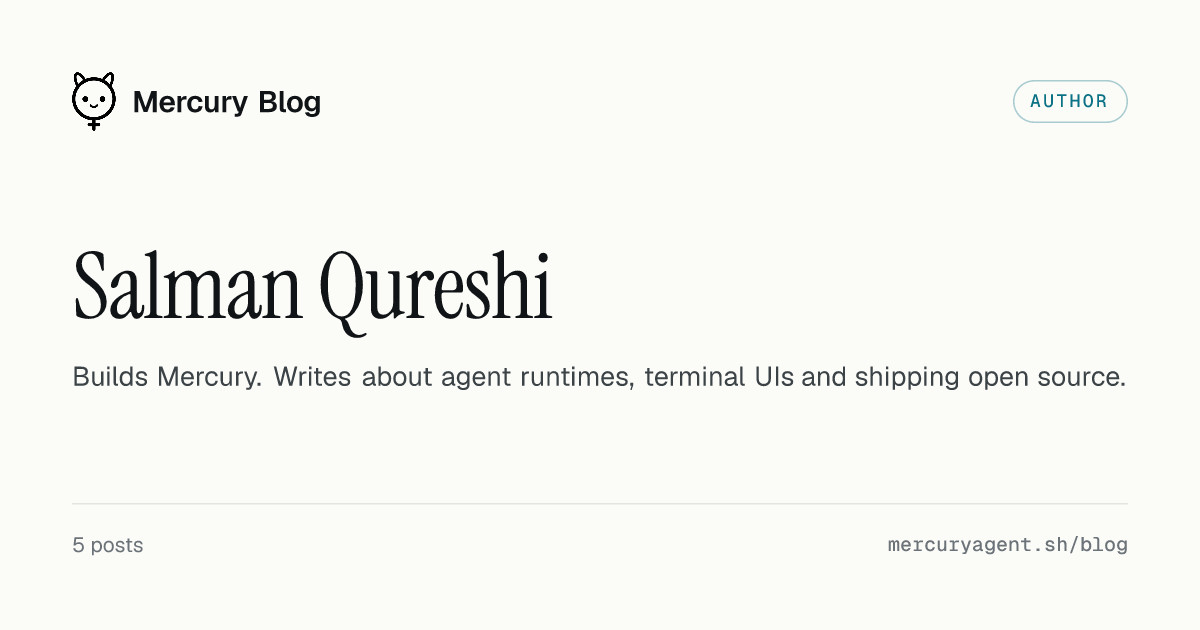 Mercury Blog
AUTHOR
Salman Qureshi
Builds Mercury. Writes about agent runtimes, terminal UIs and shipping open source.
5 posts
mercuryagent.sh/blog